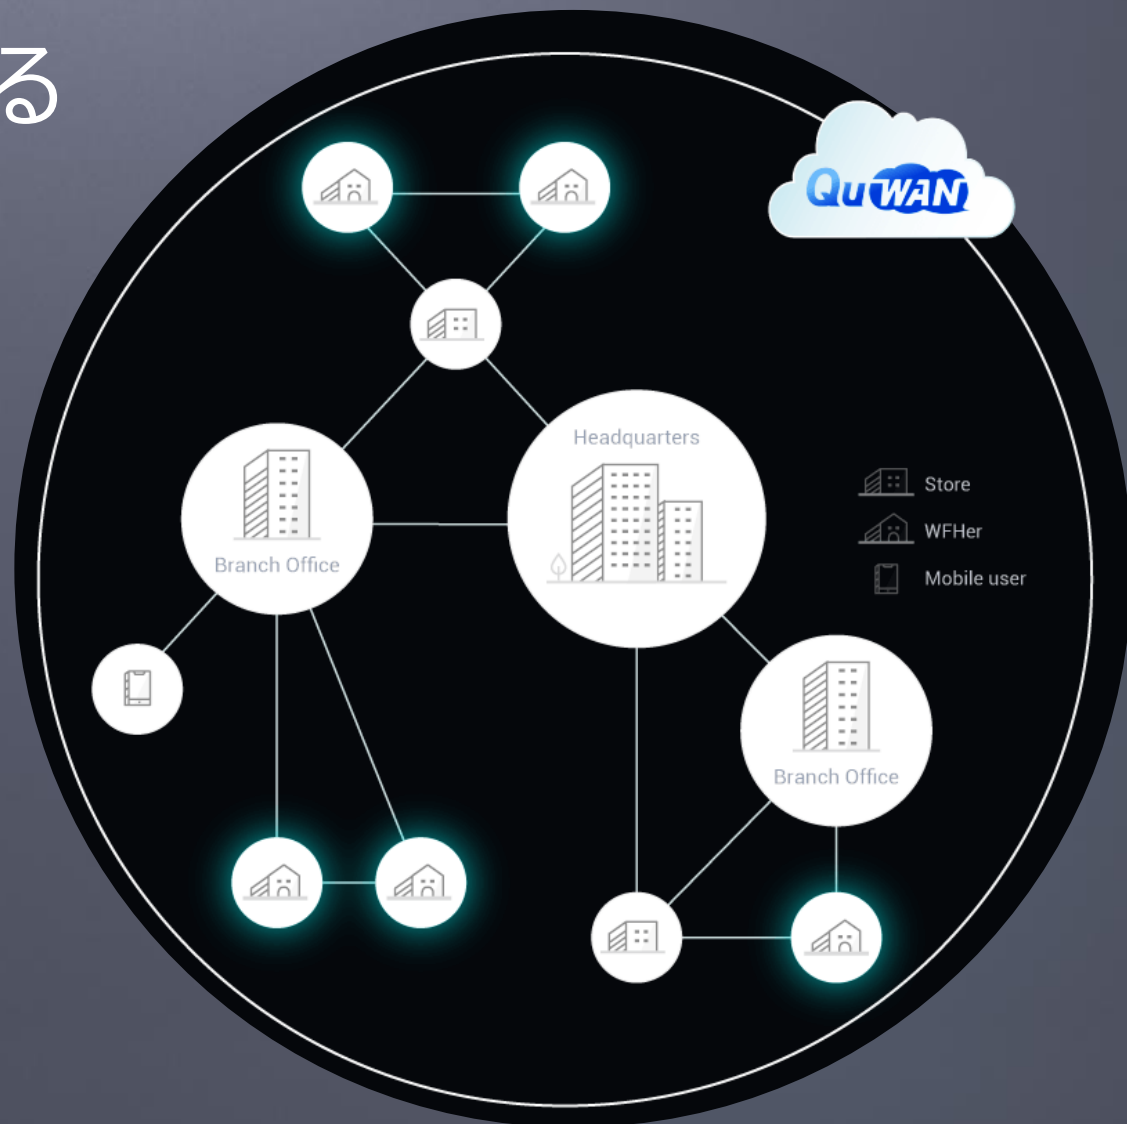 る
QuWAN
Headquarters
Store
WFHer
Branch Office
Mobile user
Branch Office